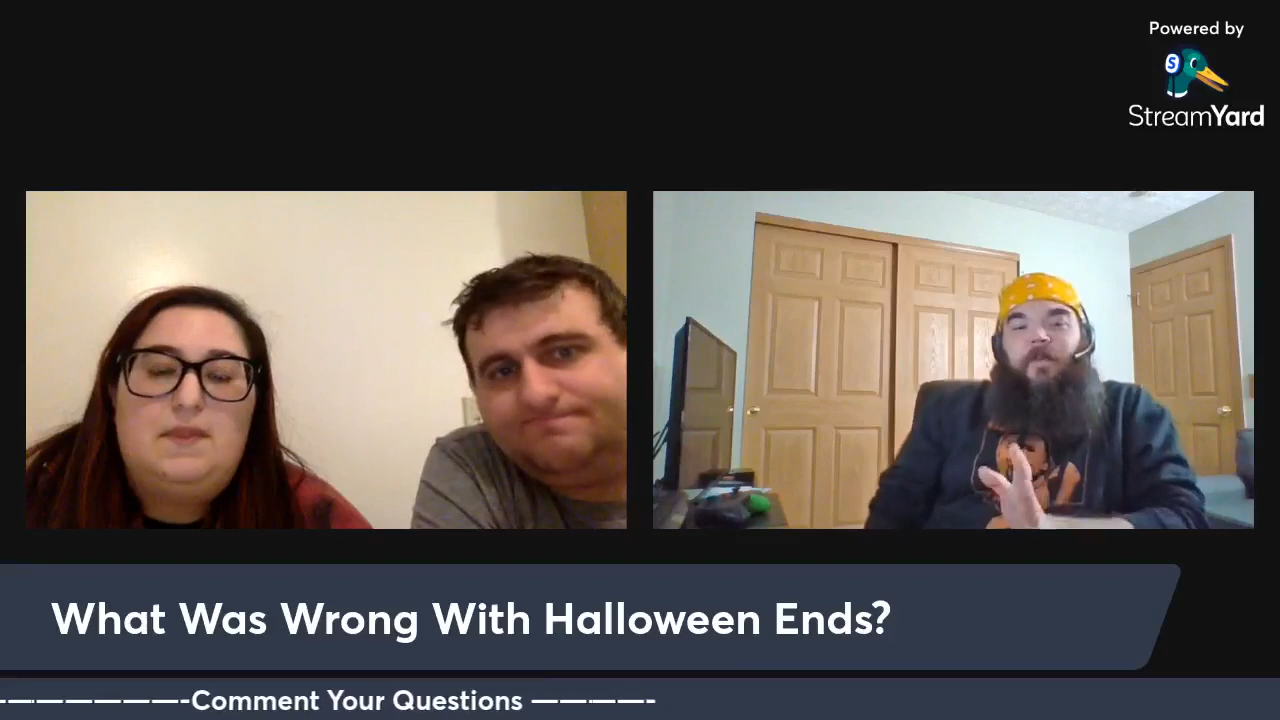 Powered by
S
StreamYard
What Was Wrong With Halloween Ends?
-———————-Comment Your Questions ————-